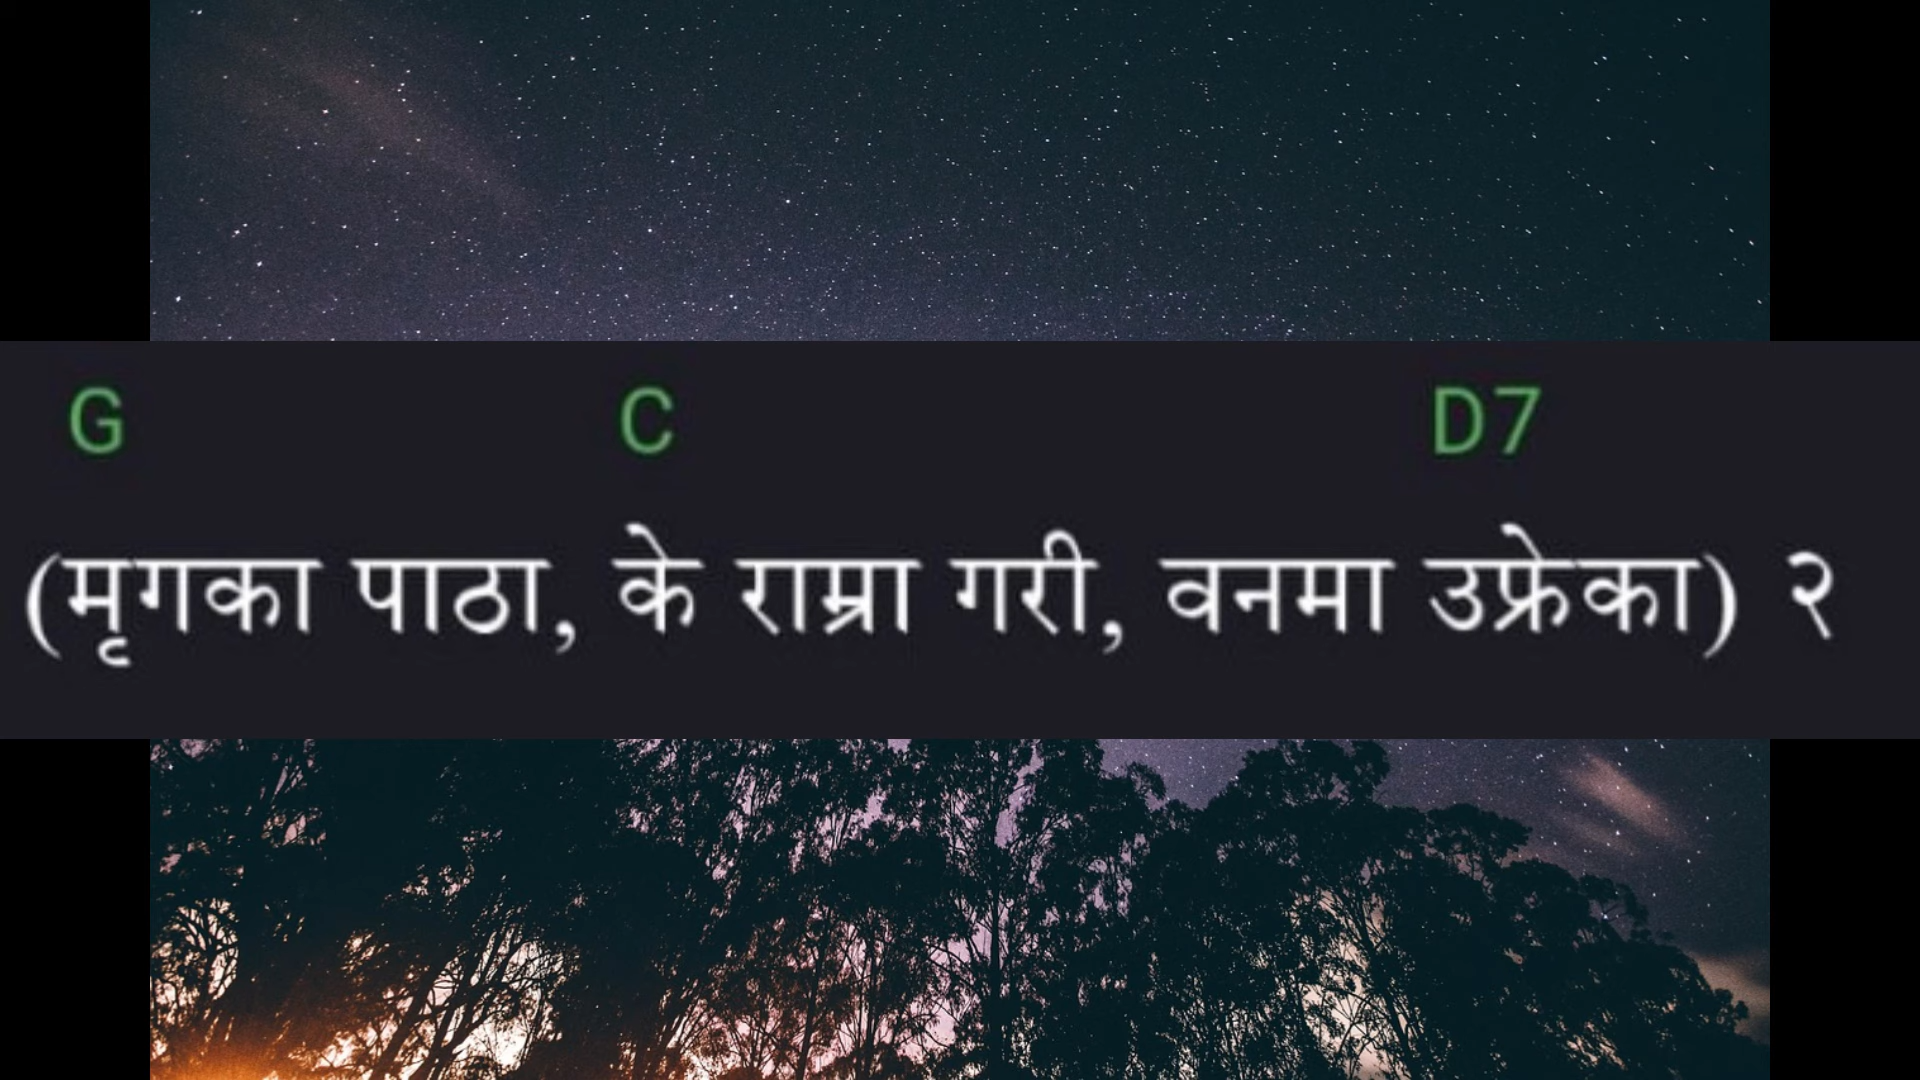 G C D7
(मृगका पाठा, के राम्रा गरी, वनमा उफ्रेका) २